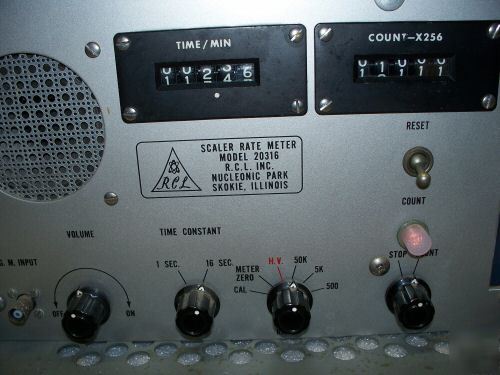 TIME/MIN
COUNT-X256
SCALER RATE METER
MODEL 20316
R.C.L. INC.
NUCLEONIC PARK
SKOKIE, ILLINOIS
R.C.L
RESET
COUNT
VOLUME
TIME CONSTANT
G. M. INPUT
OFF
ON
1 SEC.
16 SEC.
CAL
METER
ZERO
H.V.
50K
5K
500
STOP
COUNT